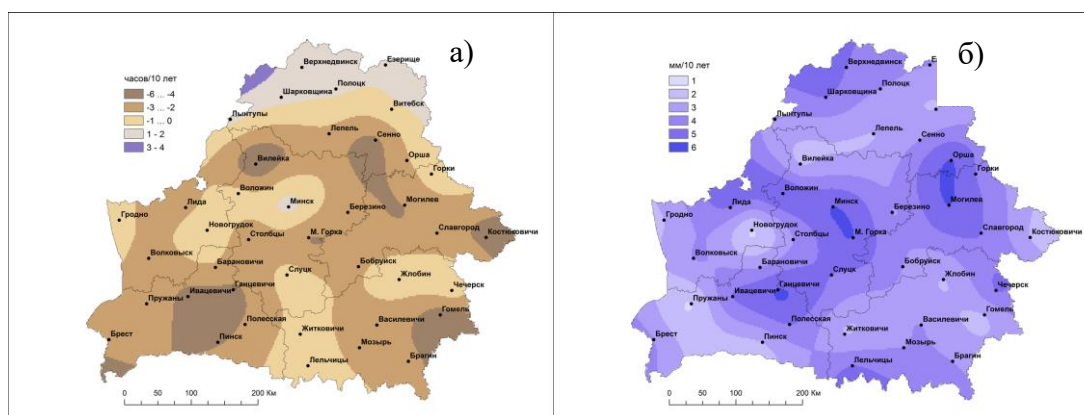 а)
часов/10 лет
-6 ... -4
-3 ... -2
-1 ... 0
1 - 2
3 - 4
Верхнедвинск
Езерище
Шарковщина
Полоцк
Витебск
Лынтупы
Лепель
Сенно
Вилейка
Орша
Горки
Воложин
Лида
Минск
Могилев
Гродно
Березино
Новогрудок
Столбцы
М. Горка
Славгород
Костюковичи
Волковыск
Барановичи
Слуцк
Бобруйск
Жлобин
Чечерск
Ивацевичи
Ганцевичи
Пружаны
Полесская
Василевичи
Гомель
Брест
Пинск
Житковичи
Мозырь
Лельчицы
Брагин
0 50 100 200 Км
б)
мм/10 лет
1
2
3
4
5
6
Верхнедвинск
Е
Шарковщина
Полоцк
Лынтупы
Лепель
Сенно
Вилейка
Орша
Горки
Воложин
Лида
Минск
Могилев
Гродно
Березино
Новогрудок
Столбцы
М. Горка
Славгород
Костюковичи
Волковыск
Барановичи
Слуцк
Бобруйск
Жлобин
Чечерск
Ивацевичи
Ганцевичи
Пружаны
Полесская
Василевичи
Гомель
Брест
Пинск
Житковичи
Мозырь
Лельчицы
Брагин
0 50 100 200 Км